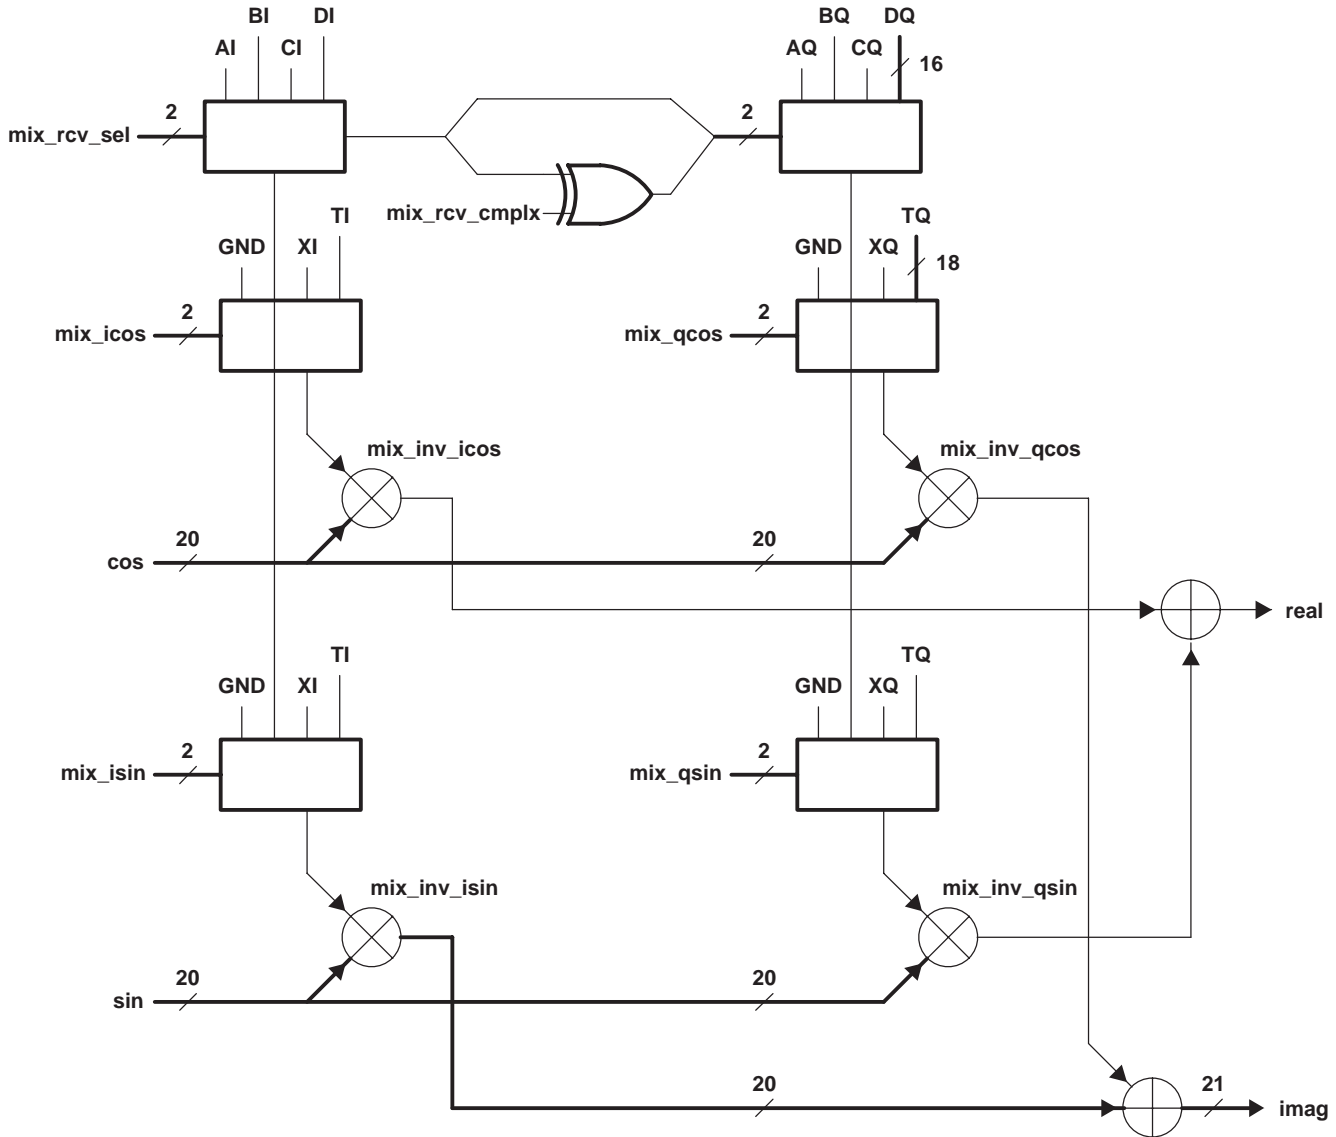 BI DI BQ DQ
AI CI AQ CQ 16
2 2
mix_rcv_sel
mix_rcv_cmplx
TI TQ
GND XI GND XQ 18
2 2
mix_icos mix_qcos
mix_inv_icos mix_inv_qcos
20 20
cos
real
TI TQ
GND XI GND XQ
2 2
mix_isin mix_qsin
mix_inv_isin mix_inv_qsin
20 20
sin
20 21
imag